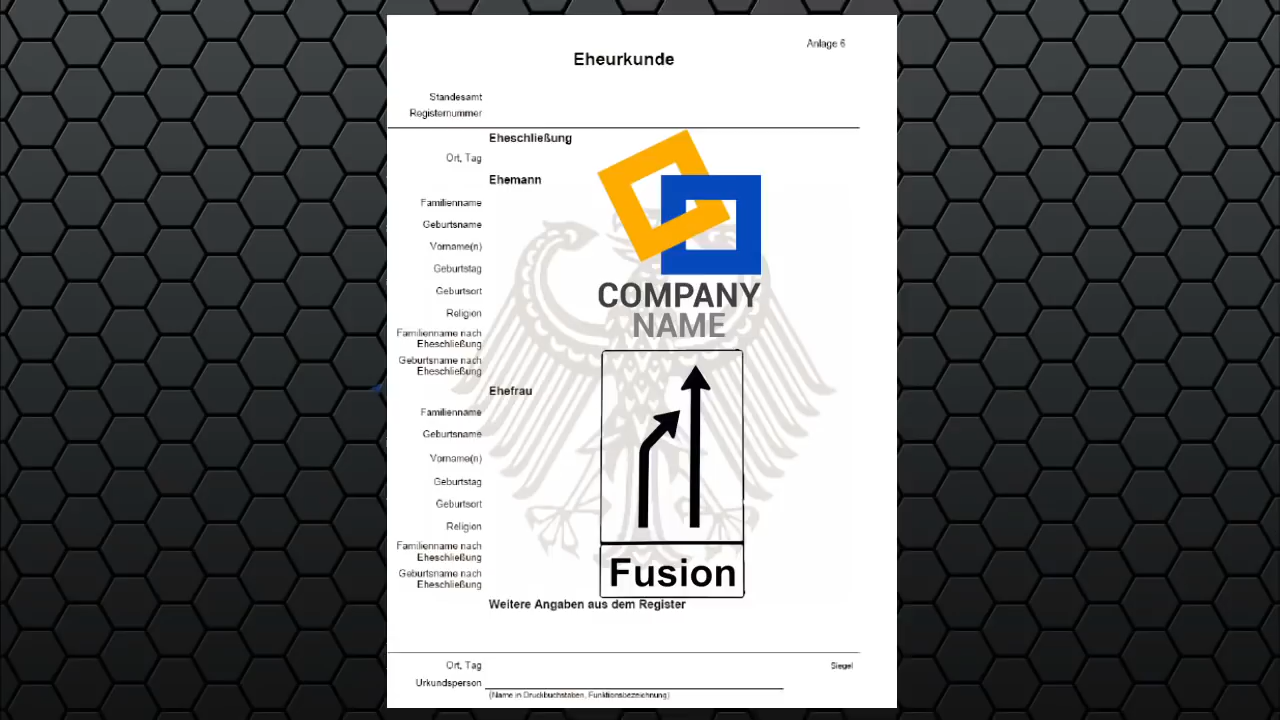 Anlage 6
Eheurkunde
Standesamt
Registernummer
Eheschließung
Ort, Tag
Ehemann
Familienname
Geburtsname
Vorname(n)
Geburtstag
Geburtsort
Religion
Familienname nach
Eheschließung
Geburtsname nach
Eheschließung
COMPANY
NAME
Ehefrau
Familienname
Geburtsname
Vorname(n)
Geburtstag
Geburtsort
Religion
Familienname nach
Eheschließung
Geburtsname nach
Eheschließung
Fusion
Weitere Angaben aus dem Register
Ort, Tag
Siegel
Urkundsperson
(Name in Druckbuchstaben, Funktionsbezeichnung)